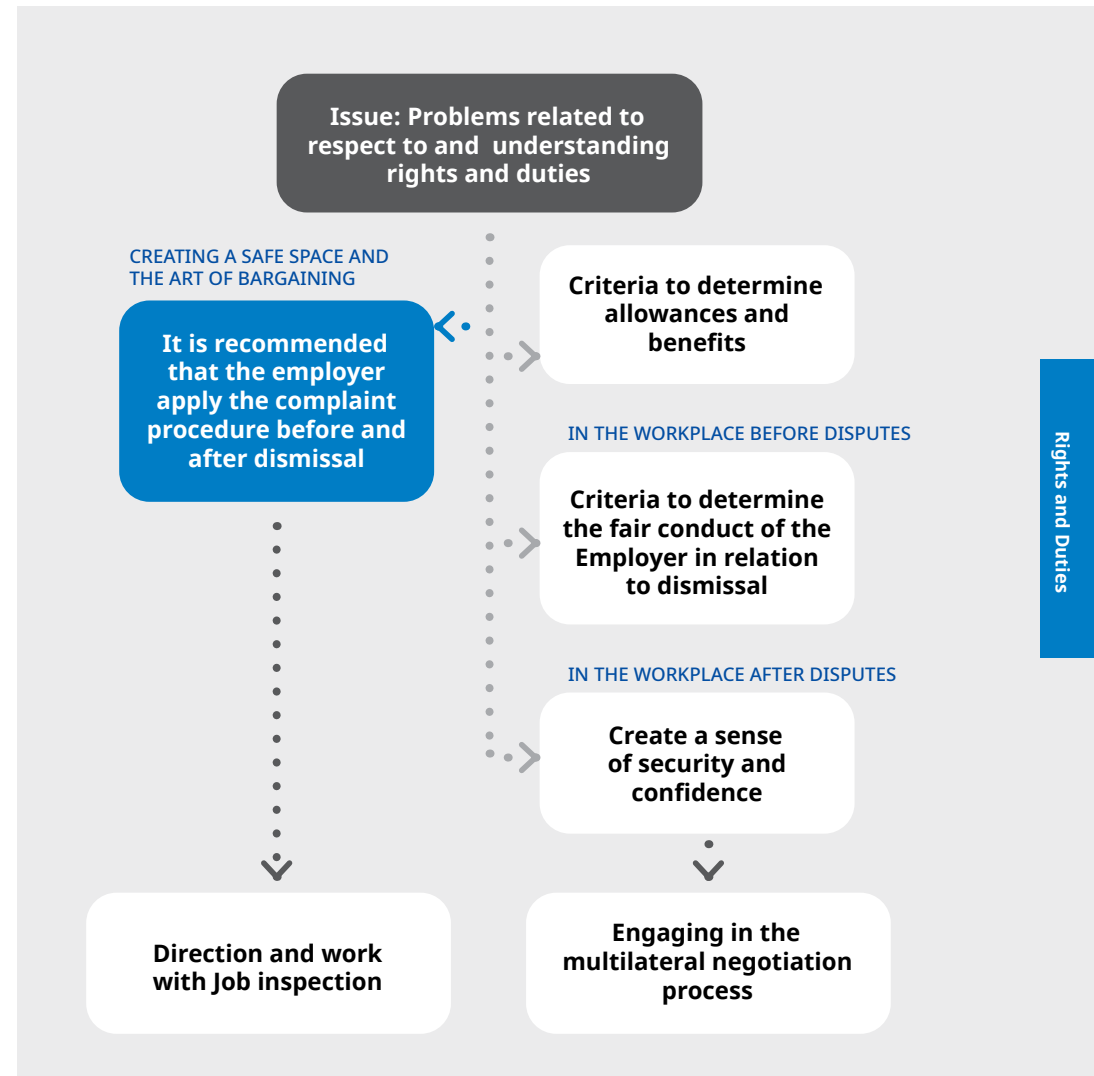 Issue: Problems related to
respect to and  understanding
rights and duties
CREATING A SAFE SPACE AND
THE ART OF BARGAINING
It is recommended
that the employer
apply the complaint
procedure before and
after dismissal
Criteria to determine
allowances and
benefits
IN THE WORKPLACE BEFORE DISPUTES
Criteria to determine
the fair conduct of the
Employer in relation
to dismissal
IN THE WORKPLACE AFTER DISPUTES
Create a sense
of security and
confidence
Direction and work
with Job inspection
Engaging in the
multilateral negotiation
process
Rights and Duties